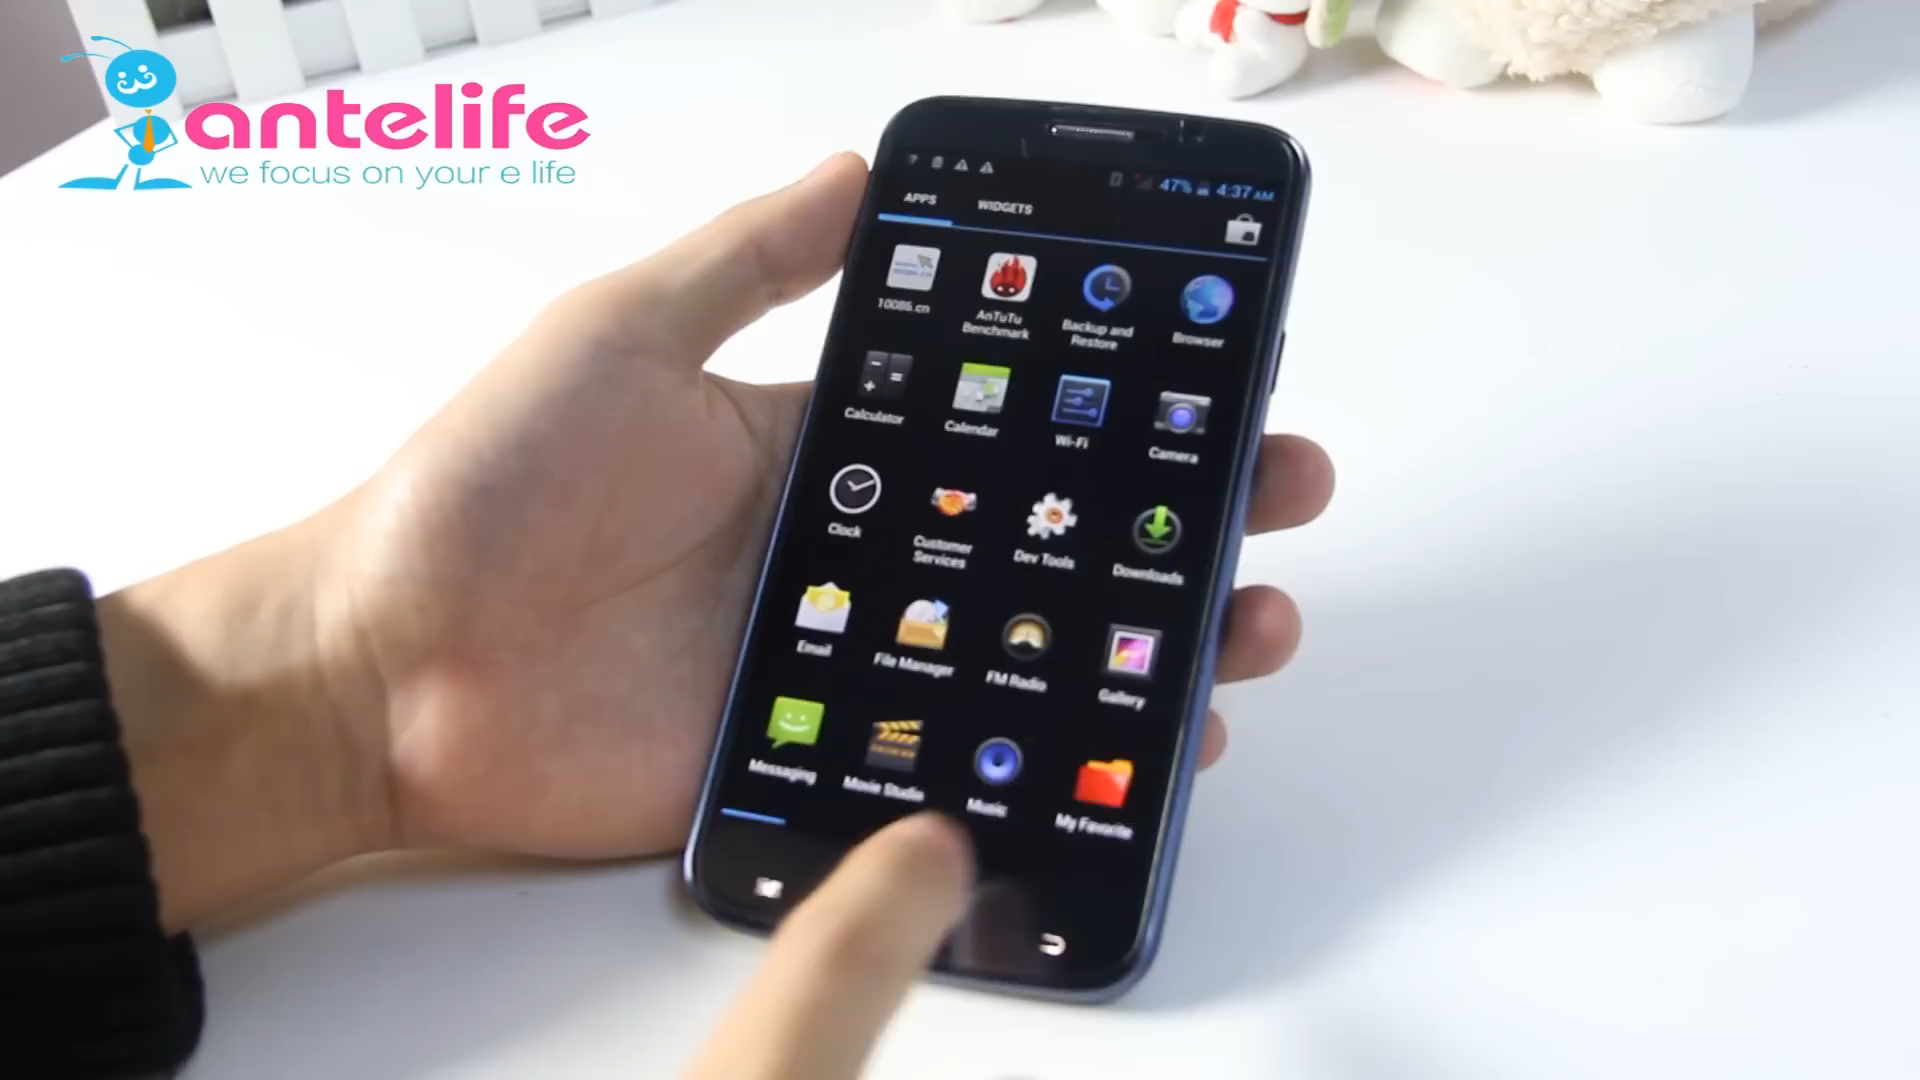 antelife
we focus on your e life
47% 4:37 AM
APPS WIDGETS
10086.cn
AnTuTu
Benchmark
Backup and
Restore
Browser
Calculator
Calendar
Wi-Fi
Camera
Clock
Customer
Services
Dev Tools
Downloads
Email
File Manager
FM Radio
Gallery
Messaging
Movie Studio
Music
My Favorite